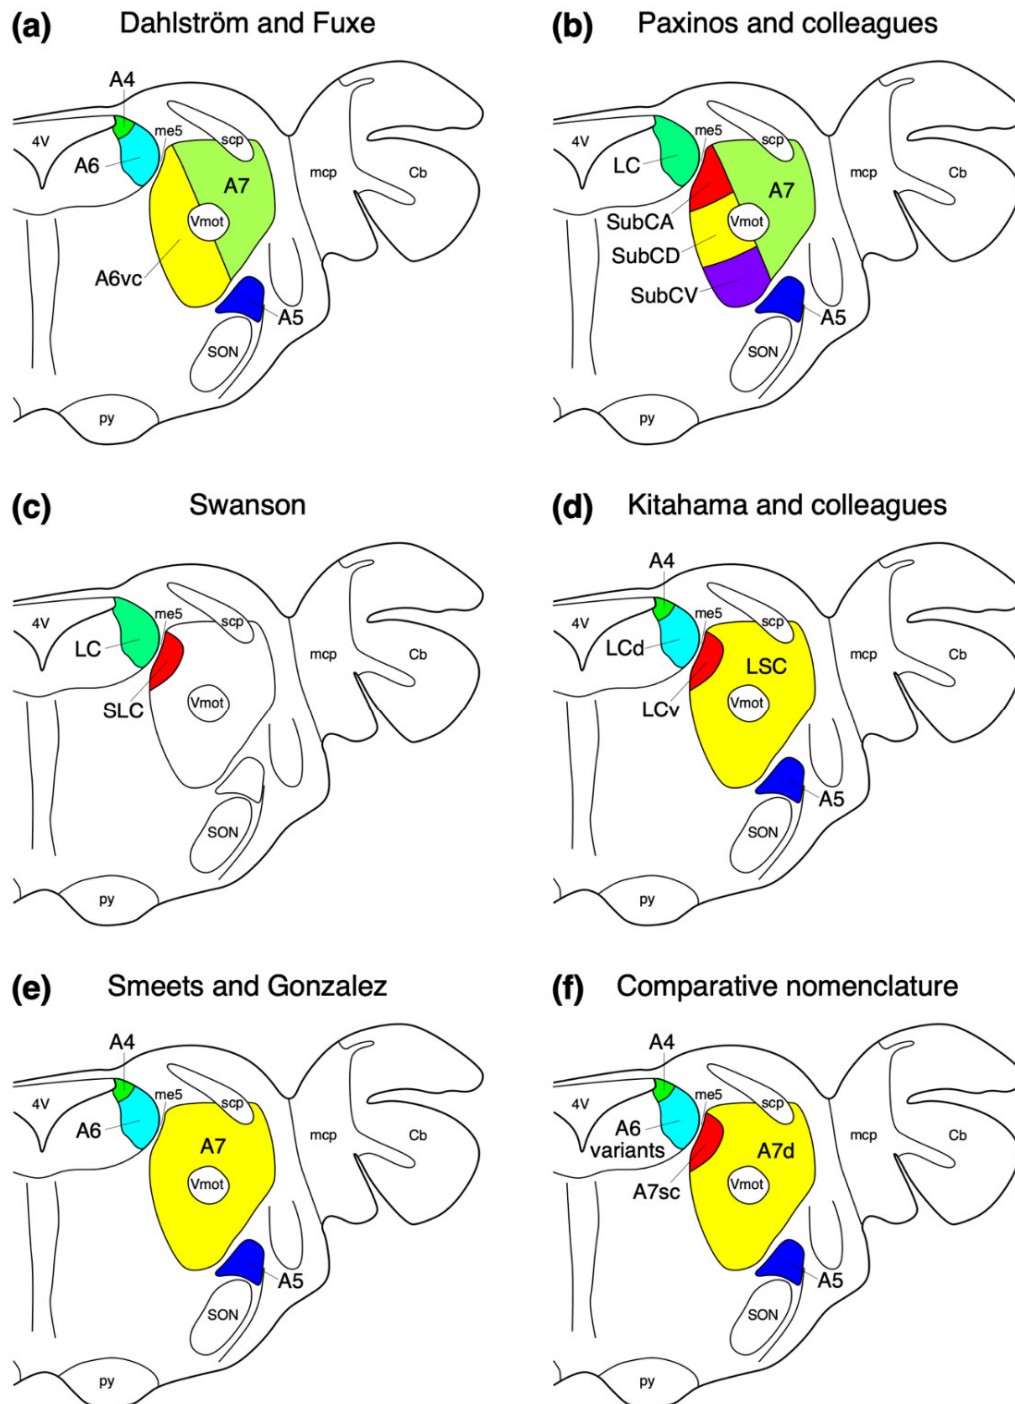 (a) Dahlström and Fuxe
A4
4V
me5
scp
A6
A7
mcp
Cb
Vmot
A6vc
A5
SON
py
(b) Paxinos and colleagues
4V
me5
scp
LC
A7
mcp
Cb
SubCA
Vmot
SubCD
SubCV
A5
SON
py
(c) Swanson
4V
me5
scp
LC
mcp
Cb
SLC
Vmot
SON
py
(d) Kitahama and colleagues
A4
4V
me5
scp
LCd
LSC
mcp
Cb
LCv
Vmot
A5
SON
py
(e) Smeets and Gonzalez
A4
4V
me5
scp
A6
A7
mcp
Cb
Vmot
A5
SON
py
(f) Comparative nomenclature
A4
4V
me5
scp
A6
variants
A7d
mcp
Cb
A7sc
Vmot
A5
SON
py